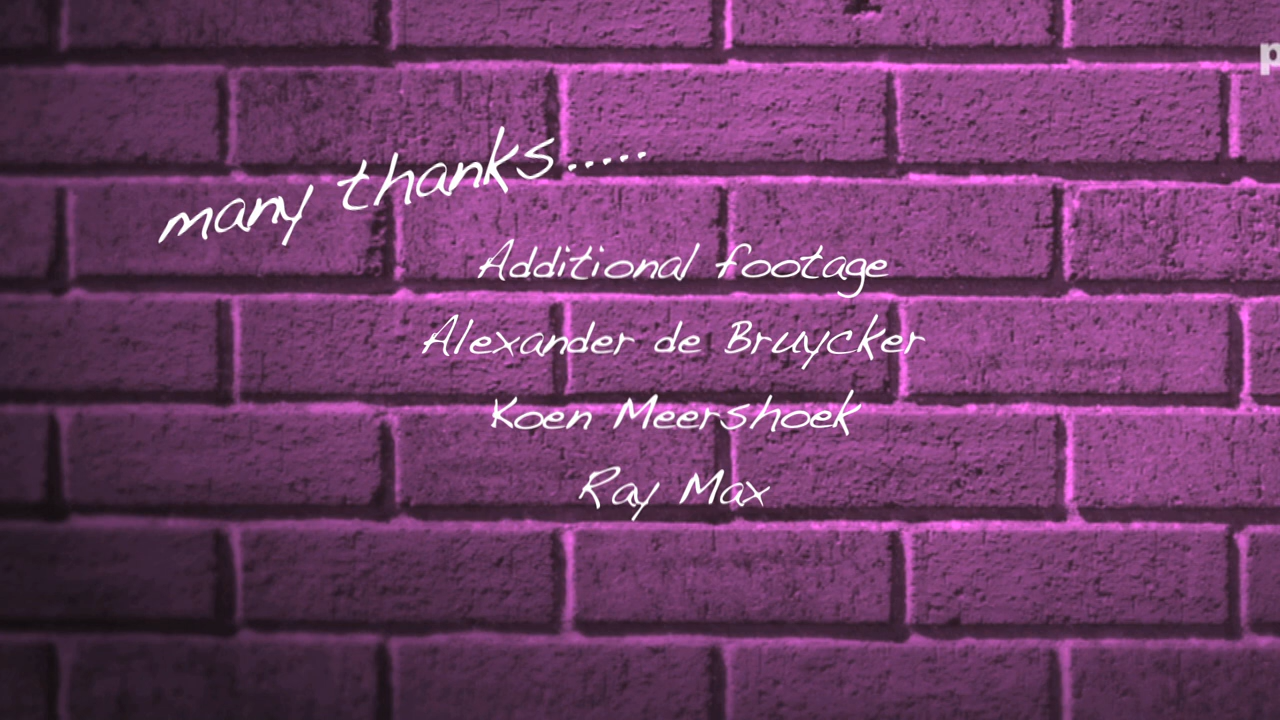 many thanks.....
Additional footage
Alexander de Bruycker
Koen Meershoek
Ray Max